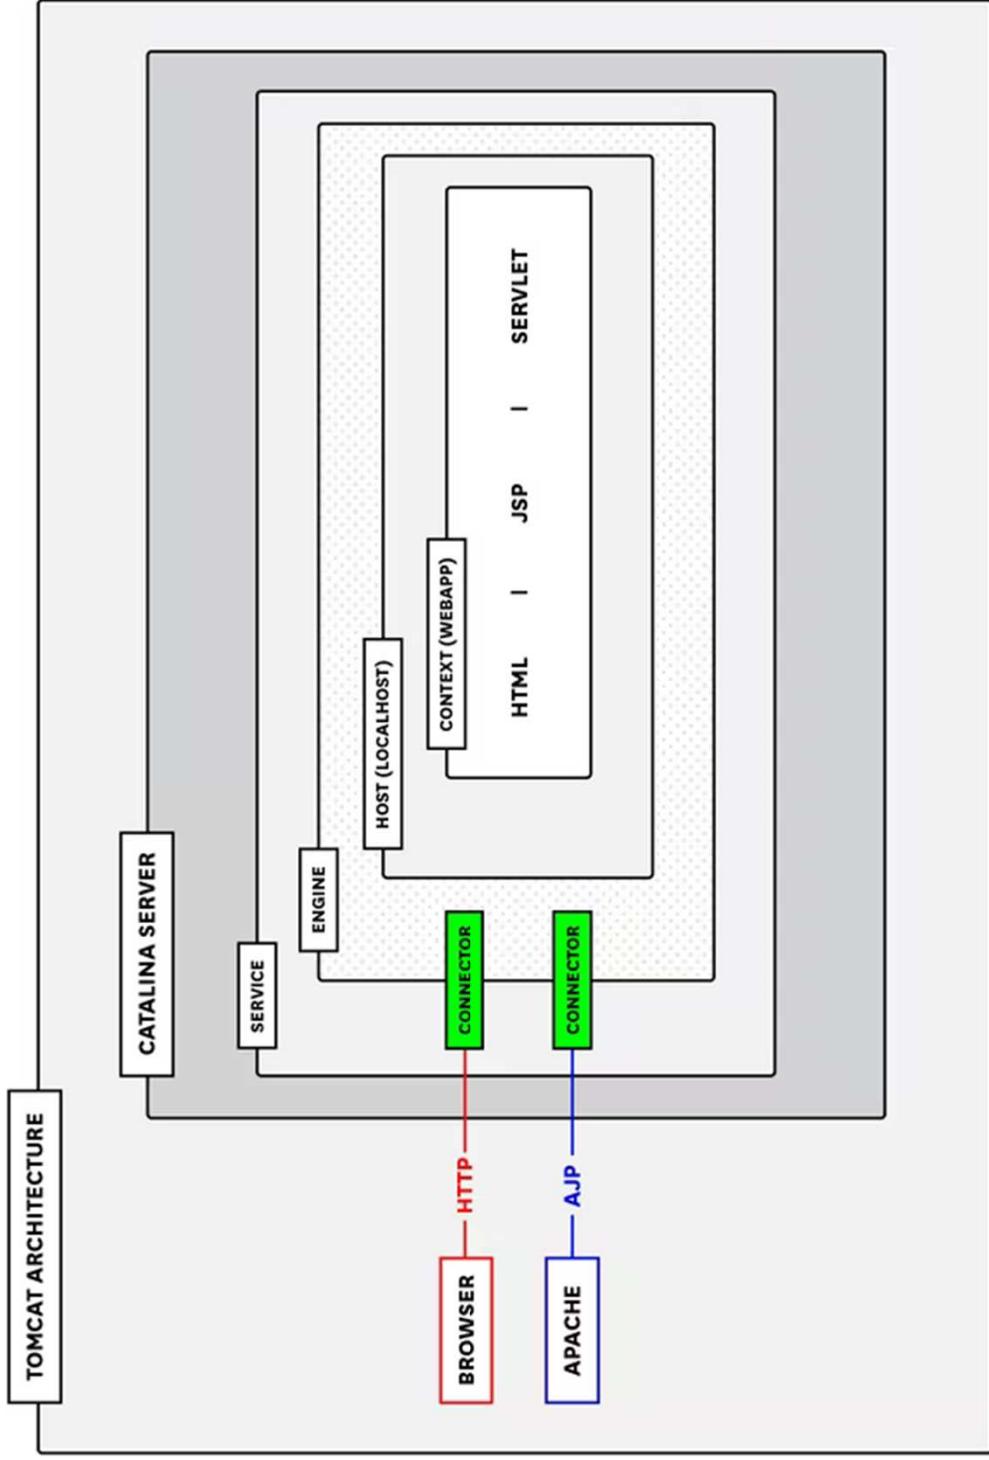 TOMCAT ARCHITECTURE
CATALINA SERVER
SERVICE
ENGINE
HOST (LOCALHOST)
CONTEXT (WEBAPP)
BROWSER — HTTP — CONNECTOR
HTML | JSP | SERVLET
APACHE — AJP — CONNECTOR